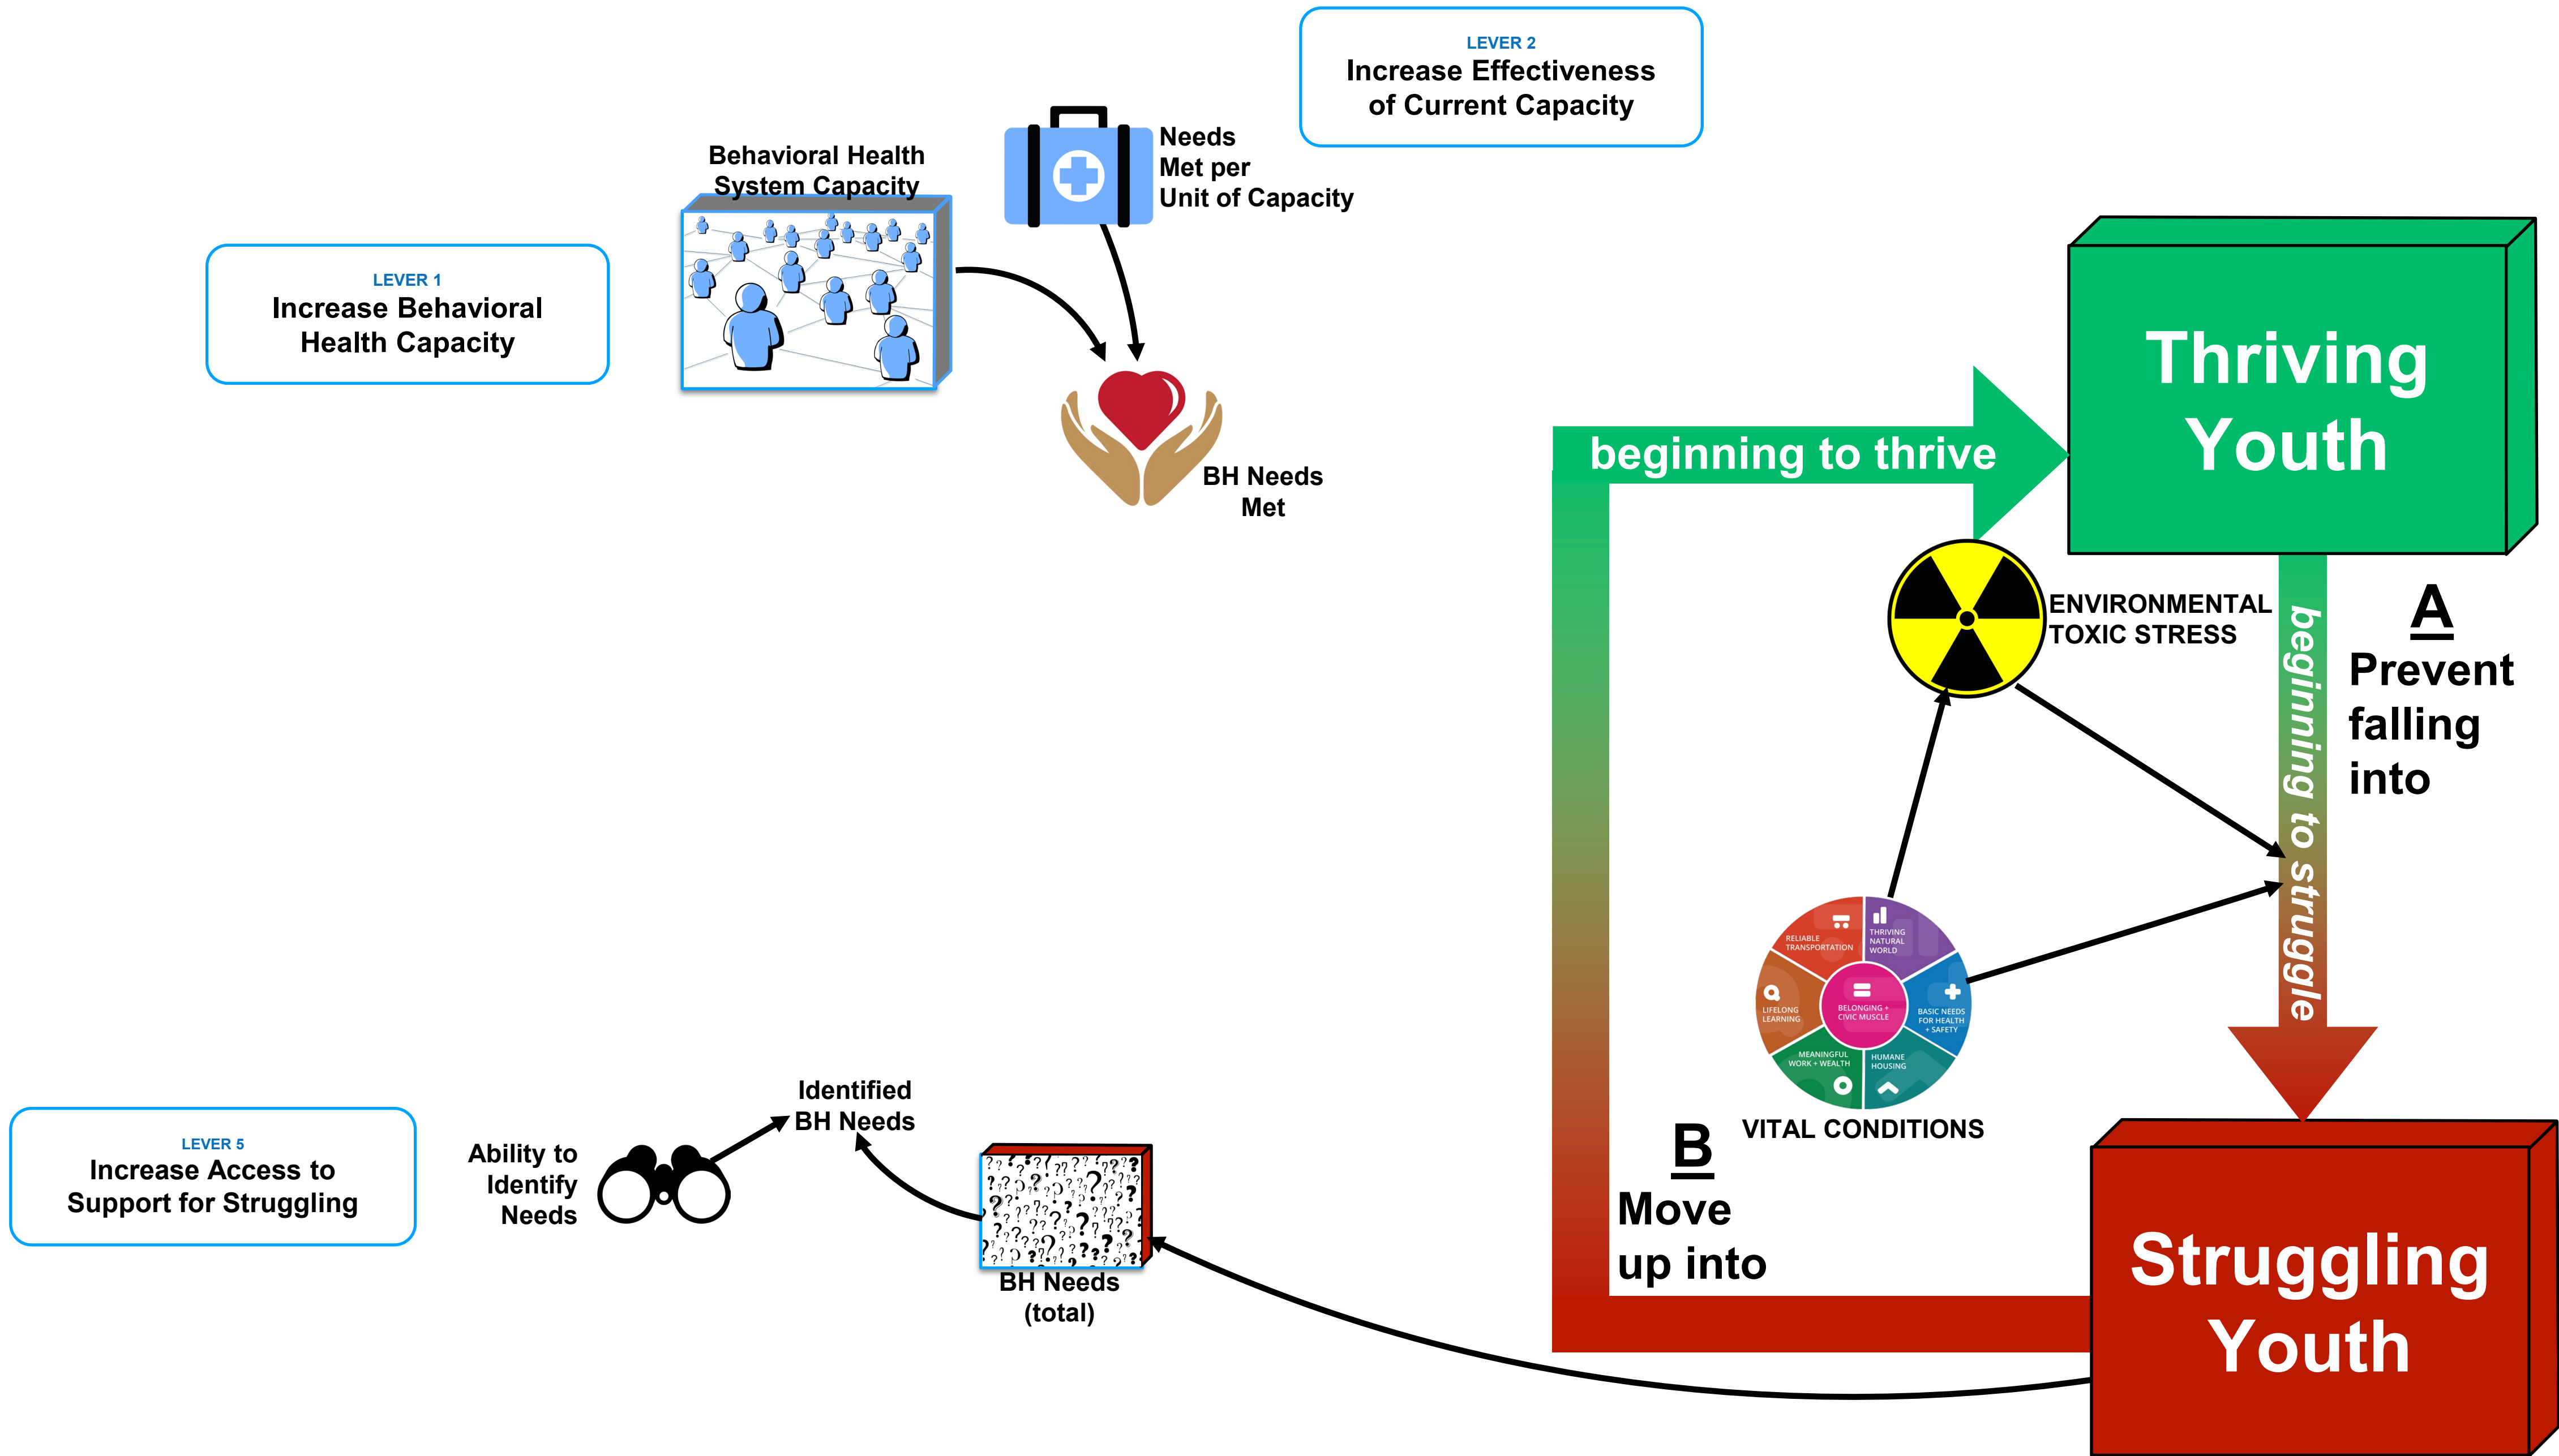 LEVER 2
Increase Effectiveness
of Current Capacity
Needs
Met per
Unit of Capacity
Behavioral Health
System Capacity
LEVER 1
Increase Behavioral
Health Capacity
BH Needs
Met
Thriving
Youth
beginning to thrive
ENVIRONMENTAL
TOXIC STRESS
beginning to struggle
A
Prevent
falling
into
RELIABLE
TRANSPORTATION
THRIVING
NATURAL
WORLD
LIFELONG
LEARNING
BELONGING +
CIVIC MUSCLE
BASIC NEEDS
FOR HEALTH
+ SAFETY
MEANINGFUL
WORK + WEALTH
HUMANE
HOUSING
VITAL CONDITIONS
B
Move
up into
Identified
BH Needs
LEVER 5
Increase Access to
Support for Struggling
Ability to
Identify
Needs
BH Needs
(total)
Struggling
Youth